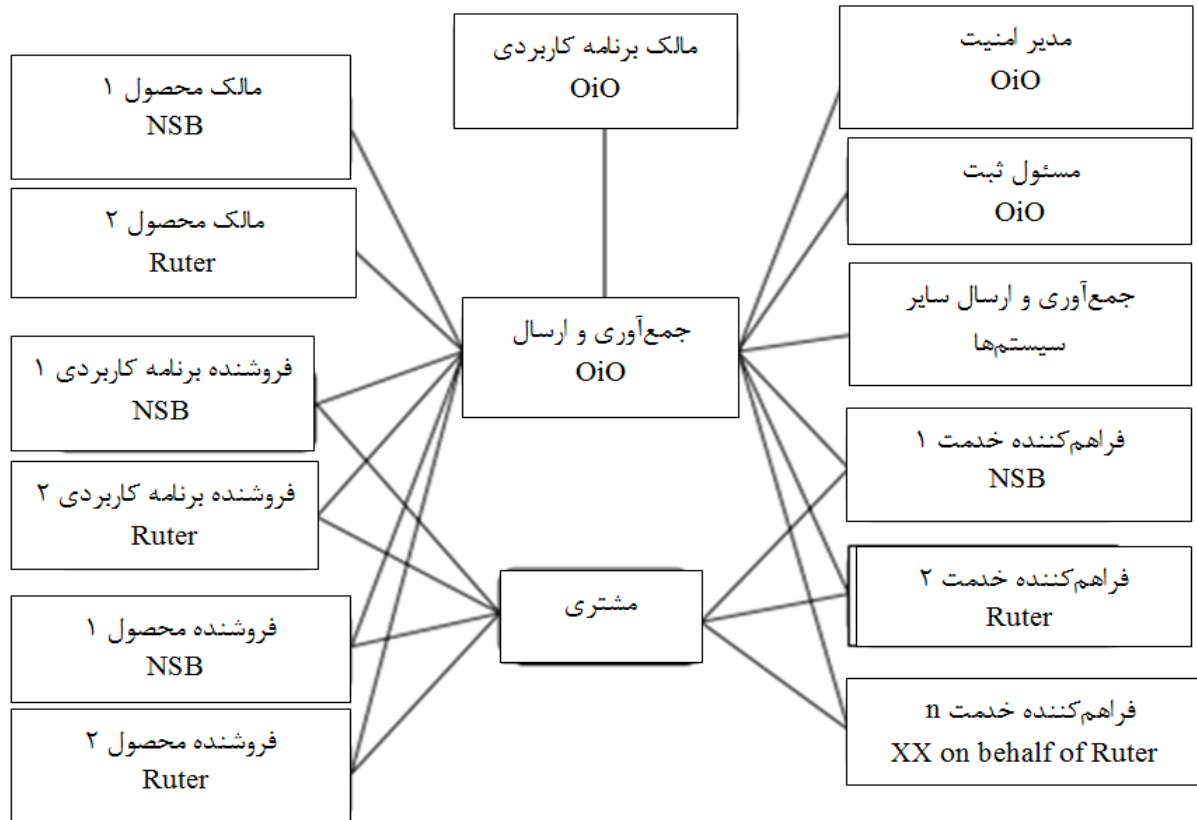 مالک برنامه کاربردی
OiO
مدیر امنیت
OiO
مالک محصول ۱
NSB
مسئول ثبت
OiO
مالک محصول ۲
Ruter
جمع‌آوری و ارسال سایر
سیستم‌ها
جمع‌آوری و ارسال
OiO
فروشنده برنامه کاربردی ۱
NSB
فراهم‌کننده خدمت ۱
NSB
فروشنده برنامه کاربردی ۲
Ruter
فراهم‌کننده خدمت ۲
Ruter
مشتری
فروشنده محصول ۱
NSB
فراهم‌کننده خدمت n
XX on behalf of Ruter
فروشنده محصول ۲
Ruter